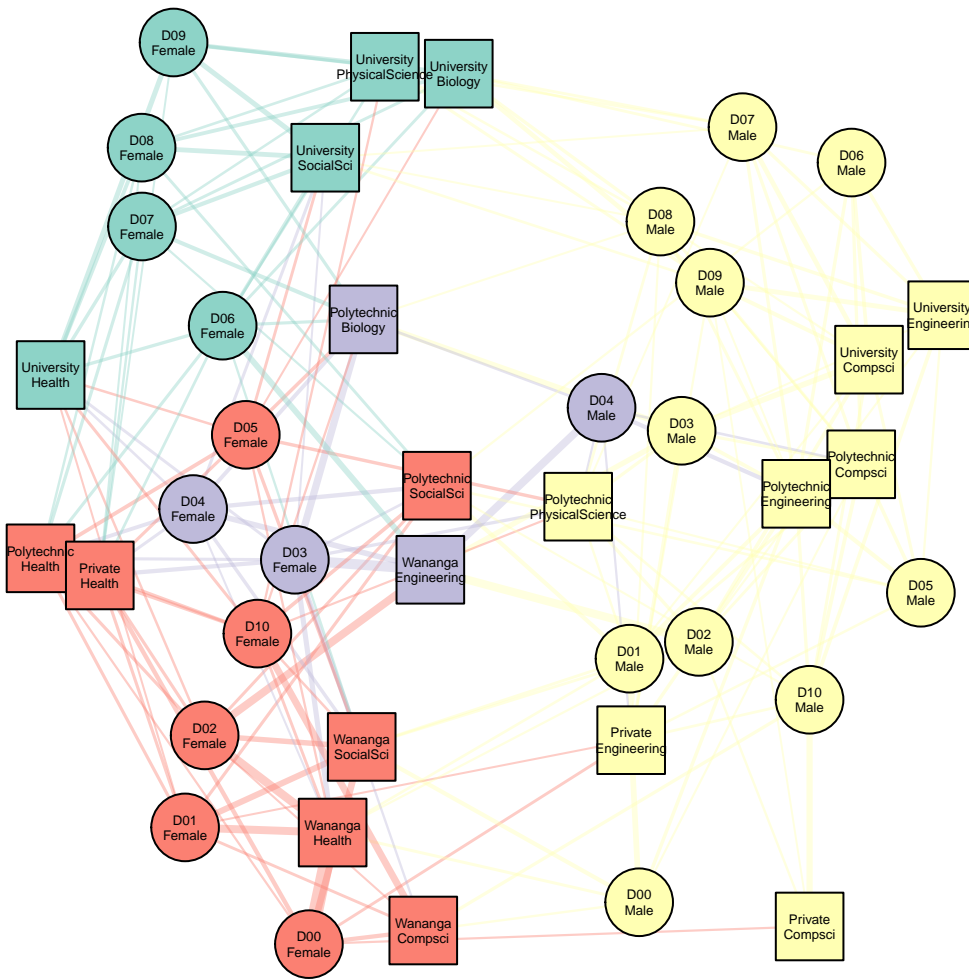 D09
Female
University
PhysicalScience
University
Biology
D07
Male
D08
Female
University
SocialSci
D06
Male
D07
Female
D08
Male
D09
Male
Polytechnic
Biology
D06
Female
University
Engineering
University
Health
University
Compsci
D04
Male
D05
Female
D03
Male
Polytechnic
SocialSci
Polytechnic
Compsci
Polytechnic
Engineering
D04
Female
Polytechnic
PhysicalScience
Polytechnic
Health
Private
Health
D03
Female
Wananga
Engineering
D05
Male
D10
Female
D01
Male
D02
Male
D10
Male
D02
Female
Wananga
SocialSci
Private
Engineering
D01
Female
Wananga
Health
D00
Male
D00
Female
Wananga
Compsci
Private
Compsci